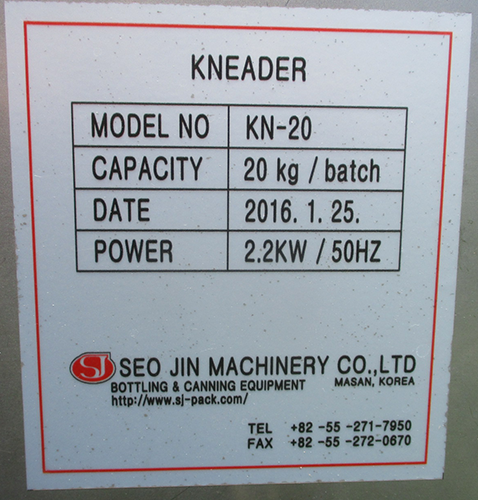 KNEADER
MODEL NO KN-20
CAPACITY 20 kg / batch
DATE 2016. 1. 25.
POWER 2.2KW / 50HZ
SJ SEO JIN MACHINERY CO.,LTD
BOTTLING & CANNING EQUIPMENT MASAN, KOREA
http://www.sj-pack.com/
TEL +82 -55 -271-7950
FAX +82 -55 -272-0670